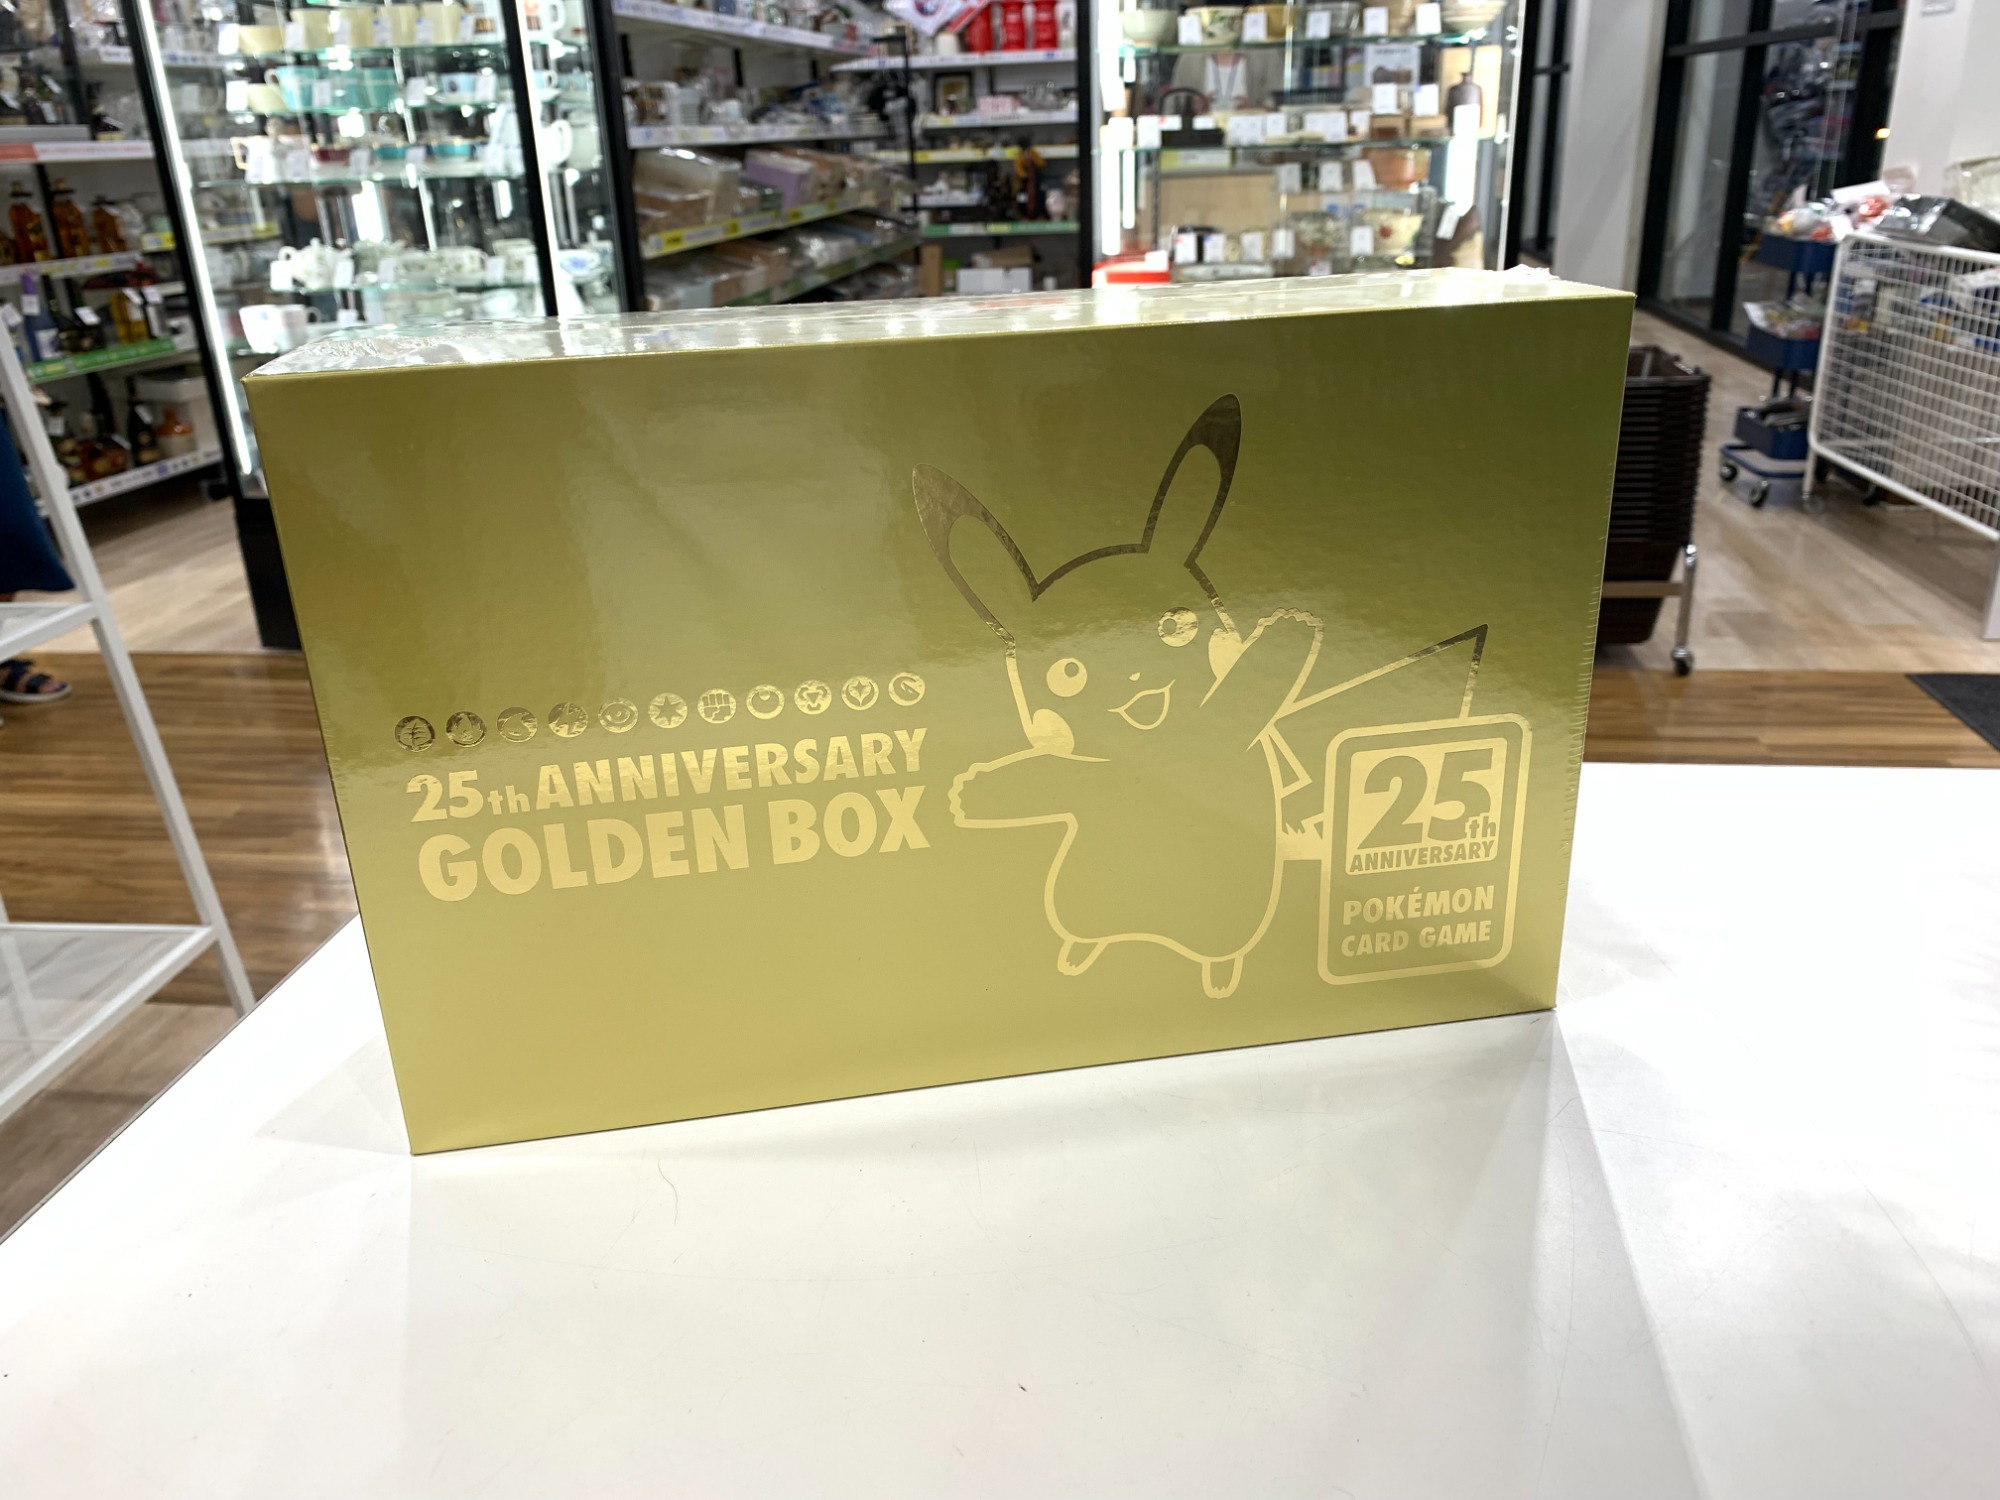 25th ANNIVERSARY
GOLDEN BOX
25th
ANNIVERSARY
POKÉMON
CARD GAME